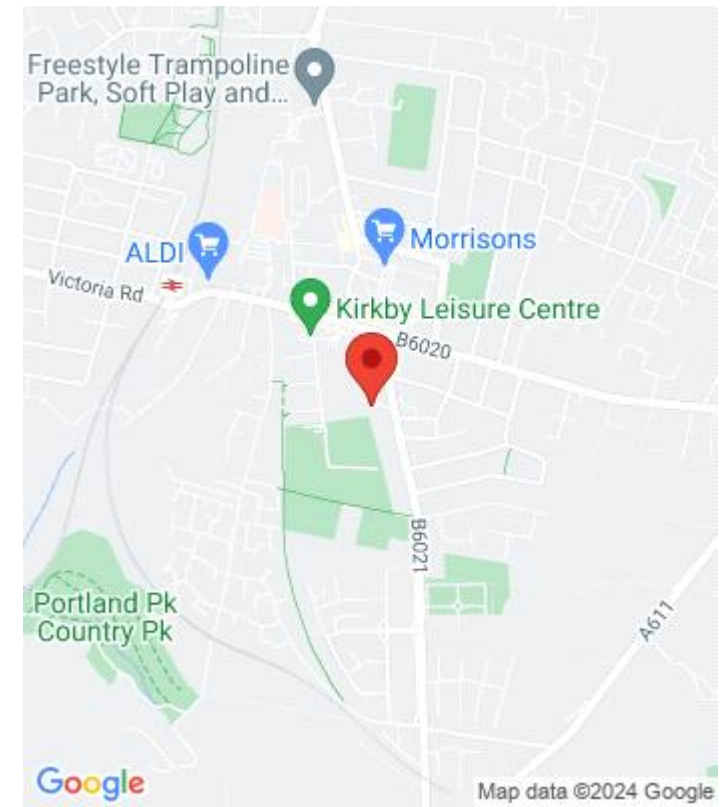 Freestyle Trampoline
Park, Soft Play and...
ALDI
Morrisons
Victoria Rd
Kirkby Leisure Centre
B6020
B6021
Portland Pk
Country Pk
A611
Google
Map data ©2024 Google